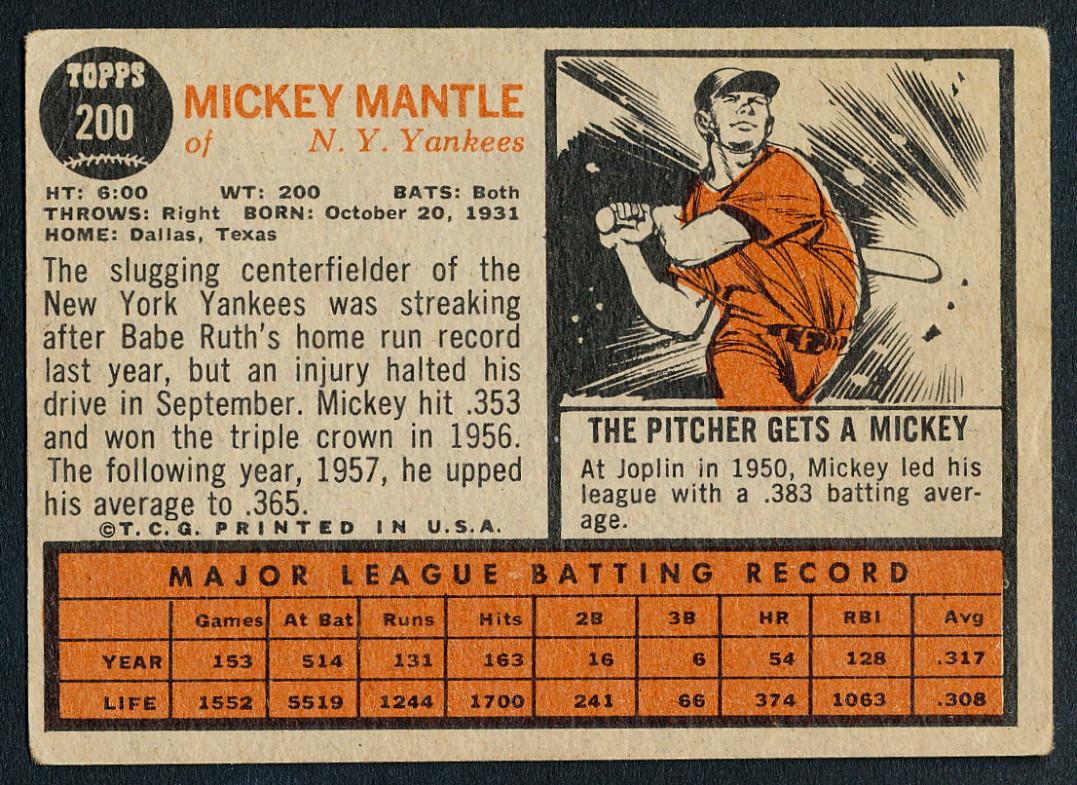 TOPPS
200
MICKEY MANTLE
of N. Y. Yankees
HT: 6:00 WT: 200 BATS: Both
THROWS: Right BORN: October 20, 1931
HOME: Dallas, Texas
The slugging centerfielder of the
New York Yankees was streaking
after Babe Ruth's home run record
last year, but an injury halted his
drive in September. Mickey hit .353
and won the triple crown in 1956.
The following year, 1957, he upped
his average to .365.
©T.C.G. PRINTED IN U.S.A.
THE PITCHER GETS A MICKEY
At Joplin in 1950, Mickey led his
league with a .383 batting aver-
age.
MAJOR LEAGUE BATTING RECORD
Games At Bat Runs Hits 2B 3B HR RBI Avg
YEAR 153 514 131 163 16 6 54 128 .317
LIFE 1552 5519 1244 1700 241 66 374 1063 .308